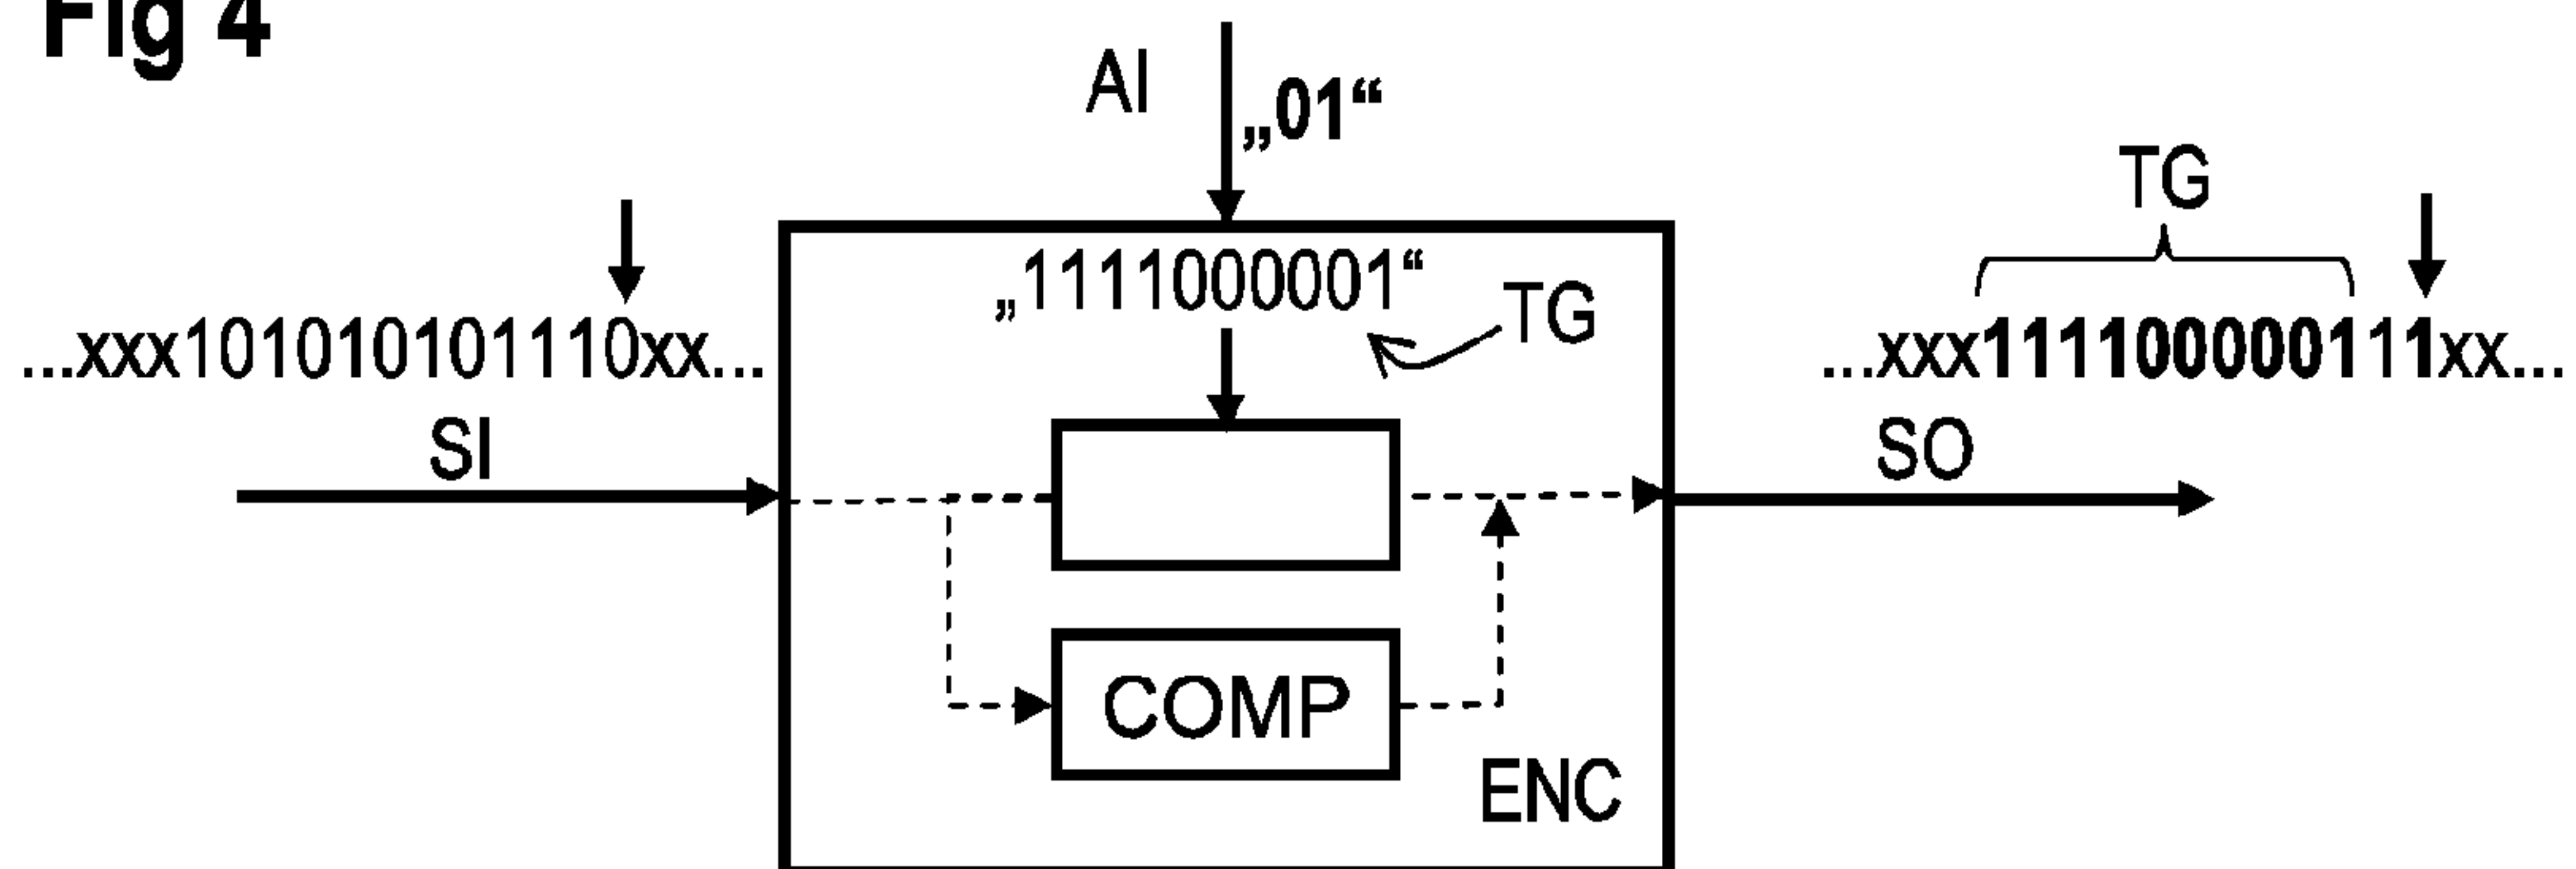 Fig 4
AI
„01“
TG
„1111000001“
TG
...xxx101010101110xx...
...xxx111100000111xx...
SI
SO
COMP
ENC